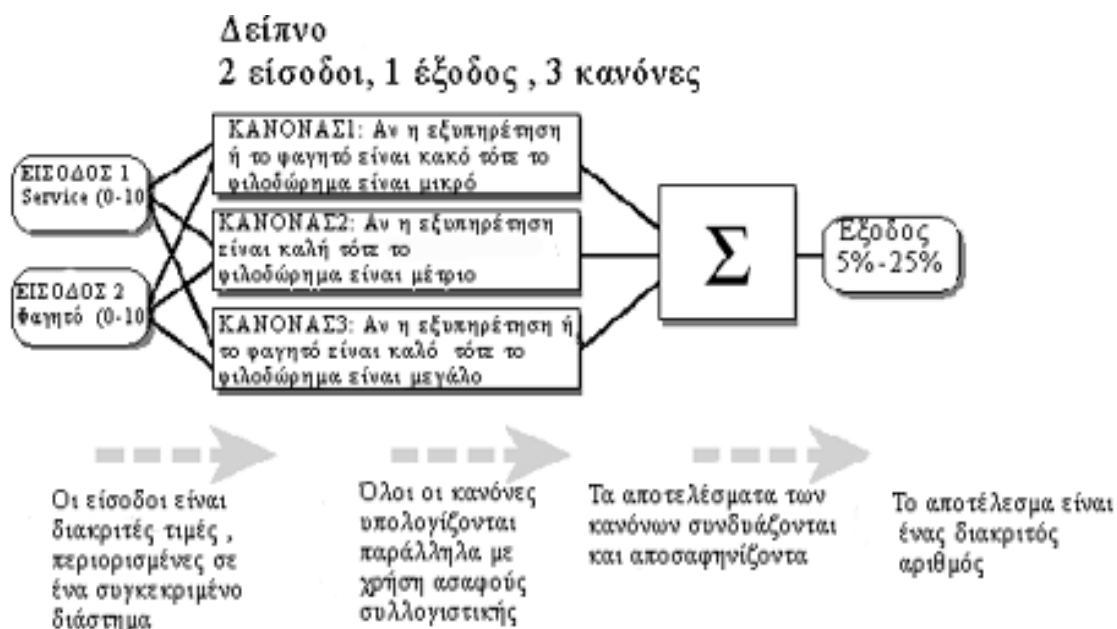 Δείπνο
2 είσοδοι, 1 έξοδος , 3 κανόνες
ΕΙΣΟΔΟΣ 1
Service (0-10
ΕΙΣΟΔΟΣ 2
Φαγητό (0-10
ΚΑΝΟΝΑΣ1: Αν η εξυπηρέτηση
ή το φαγητό είναι κακό τότε το
φιλοδώρημα είναι μικρό
ΚΑΝΟΝΑΣ2: Αν η εξυπηρέτηση
είναι καλή τότε το
φιλοδώρημα είναι μέτριο
ΚΑΝΟΝΑΣ3: Αν η εξυπηρέτηση ή
το φαγητό είναι καλό τότε το
φιλοδώρημα είναι μεγάλο
Σ
Εξοδος
5%-25%
Οι είσοδοι είναι
διακριτές τιμές ,
περιορισμένες σε
ένα συγκεκριμένο
διάστημα
Όλοι οι κανόνες
υπολογίζονται
παράλληλα με
χρήση ασαφούς
συλλογιστικής
Τα αποτελέσματα των
κανόνων συνδυάζονται
και αποσαφηνίζοντα
Το αποτέλεσμα είναι
ένας διακριτός
αριθμός